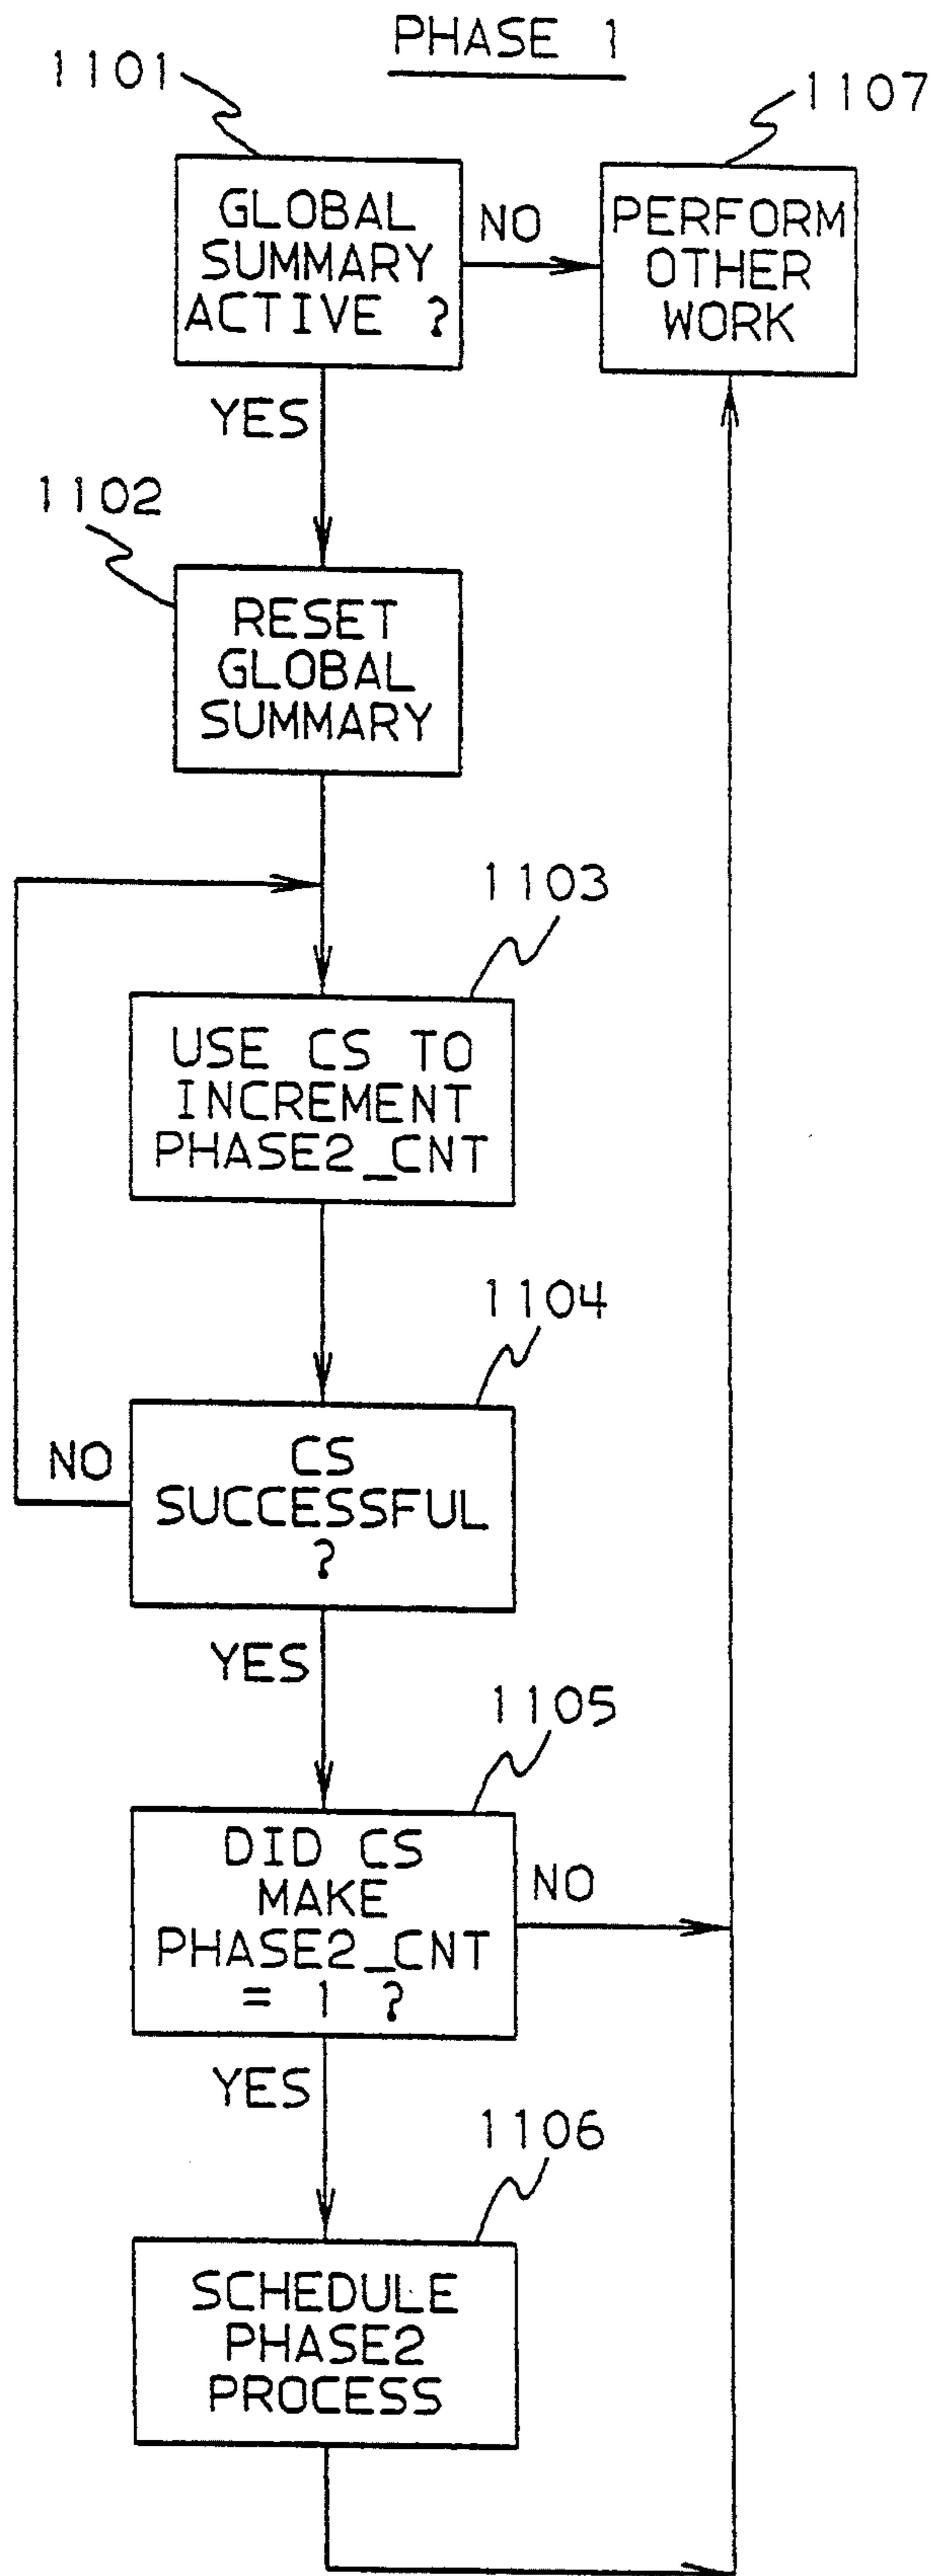 PHASE 1
1101
1107
GLOBAL
SUMMARY
ACTIVE ?
NO
PERFORM
OTHER
WORK
YES
1102
RESET
GLOBAL
SUMMARY
1103
USE CS TO
INCREMENT
PHASE2_CNT
1104
CS
SUCCESSFUL
?
NO
YES
1105
DID CS
MAKE
PHASE2_CNT
= 1 ?
NO
YES
1106
SCHEDULE
PHASE2
PROCESS